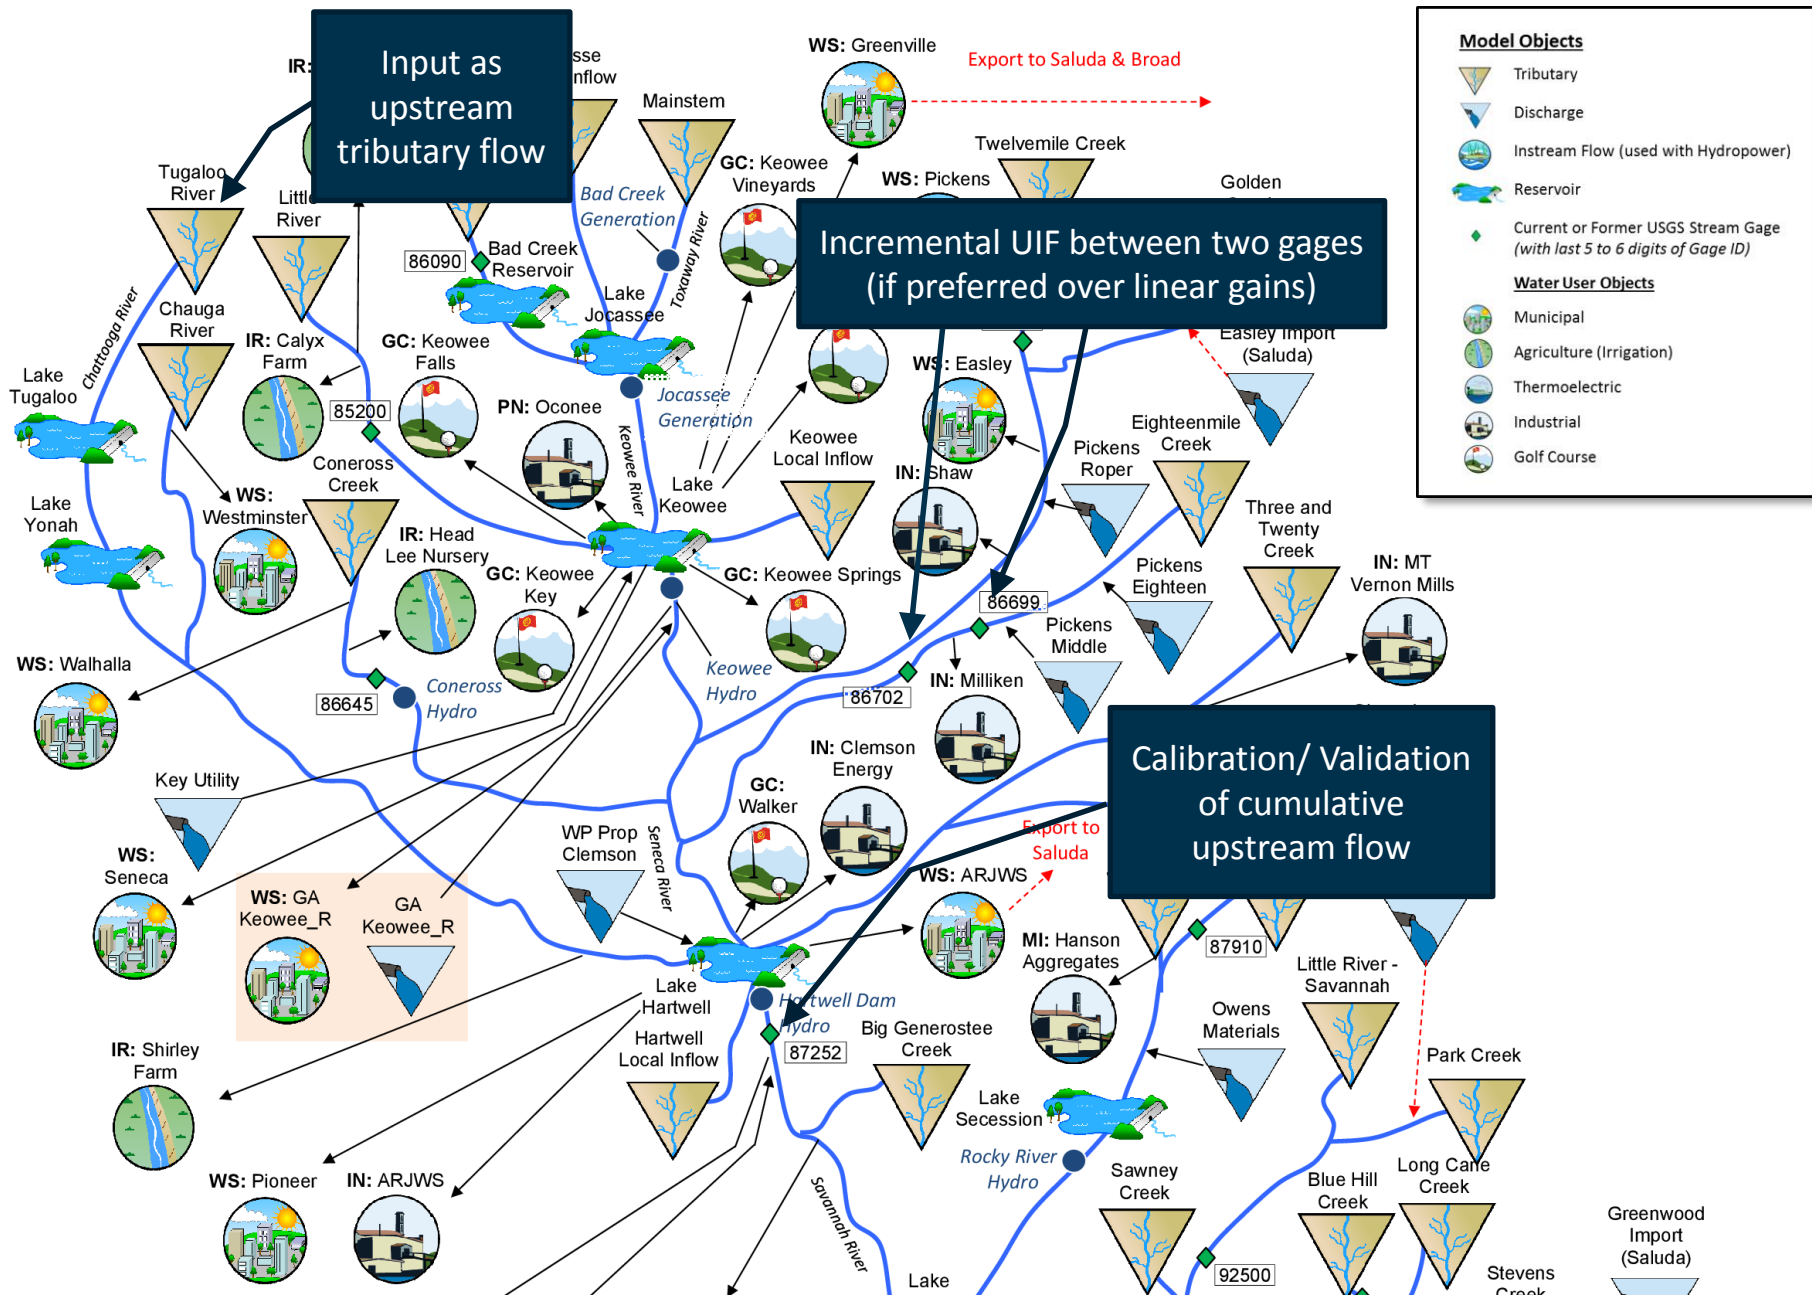 Input as
upstream
tributary flow
IR:
sse
nflow
Mainstem
WS: Greenville
Export to Saluda & Broad
Model Objects
Tributary
Discharge
Instream Flow (used with Hydropower)
Reservoir
Current or Former USGS Stream Gage
(with last 5 to 6 digits of Gage ID)
Water User Objects
Municipal
Agriculture (Irrigation)
Thermoelectric
Industrial
Golf Course
Tugaloo
River
Little
River
Bad Creek
Generation
Toxaway River
GC: Keowee
Vineyards
Twelvemile Creek
WS: Pickens
Golden
Incremental UIF between two gages
(if preferred over linear gains)
86090
Bad Creek
Reservoir
Lake
Jocassee
Chattooga River
Chauga
River
IR: Calyx
Farm
GC: Keowee
Falls
Lake
Tugaloo
85200
PN: Oconee
Jocassee
Generation
Keowee River
WS: Easley
Easley Import
(Saluda)
Keowee
Local Inflow
Lake
Keowee
IN: Shaw
Pickens
Roper
Eighteenmile
Creek
Three and
Twenty
Creek
IN: MT
Vernon Mills
Coneross
Creek
WS:
Westminster
Lake
Yonah
IR: Head
Lee Nursery
GC: Keowee
Key
GC: Keowee Springs
86699
Pickens
Eighteen
Pickens
Middle
WS: Walhalla
86645
Coneross
Hydro
Keowee
Hydro
86702
IN: Milliken
Calibration/ Validation
of cumulative
upstream flow
Key Utility
IN: Clemson
Energy
GC:
Walker
WP Prop
Clemson
Seneca River
Export to
Saluda
WS:
Seneca
WS: GA
Keowee_R
GA
Keowee_R
WS: ARJWS
MI: Hanson
Aggregates
87910
Little River -
Savannah
Lake
Hartwell
Hartwell Dam
Hydro
87252
Hartwell
Local Inflow
Big Generostee
Creek
Owens
Materials
Park Creek
IR: Shirley
Farm
Lake
Secession
Rocky River
Hydro
WS: Pioneer
IN: ARJWS
Savannah River
Sawney
Creek
Blue Hill
Creek
Long Cane
Creek
Greenwood
Import
(Saluda)
92500
Lake
Stevens
Creek